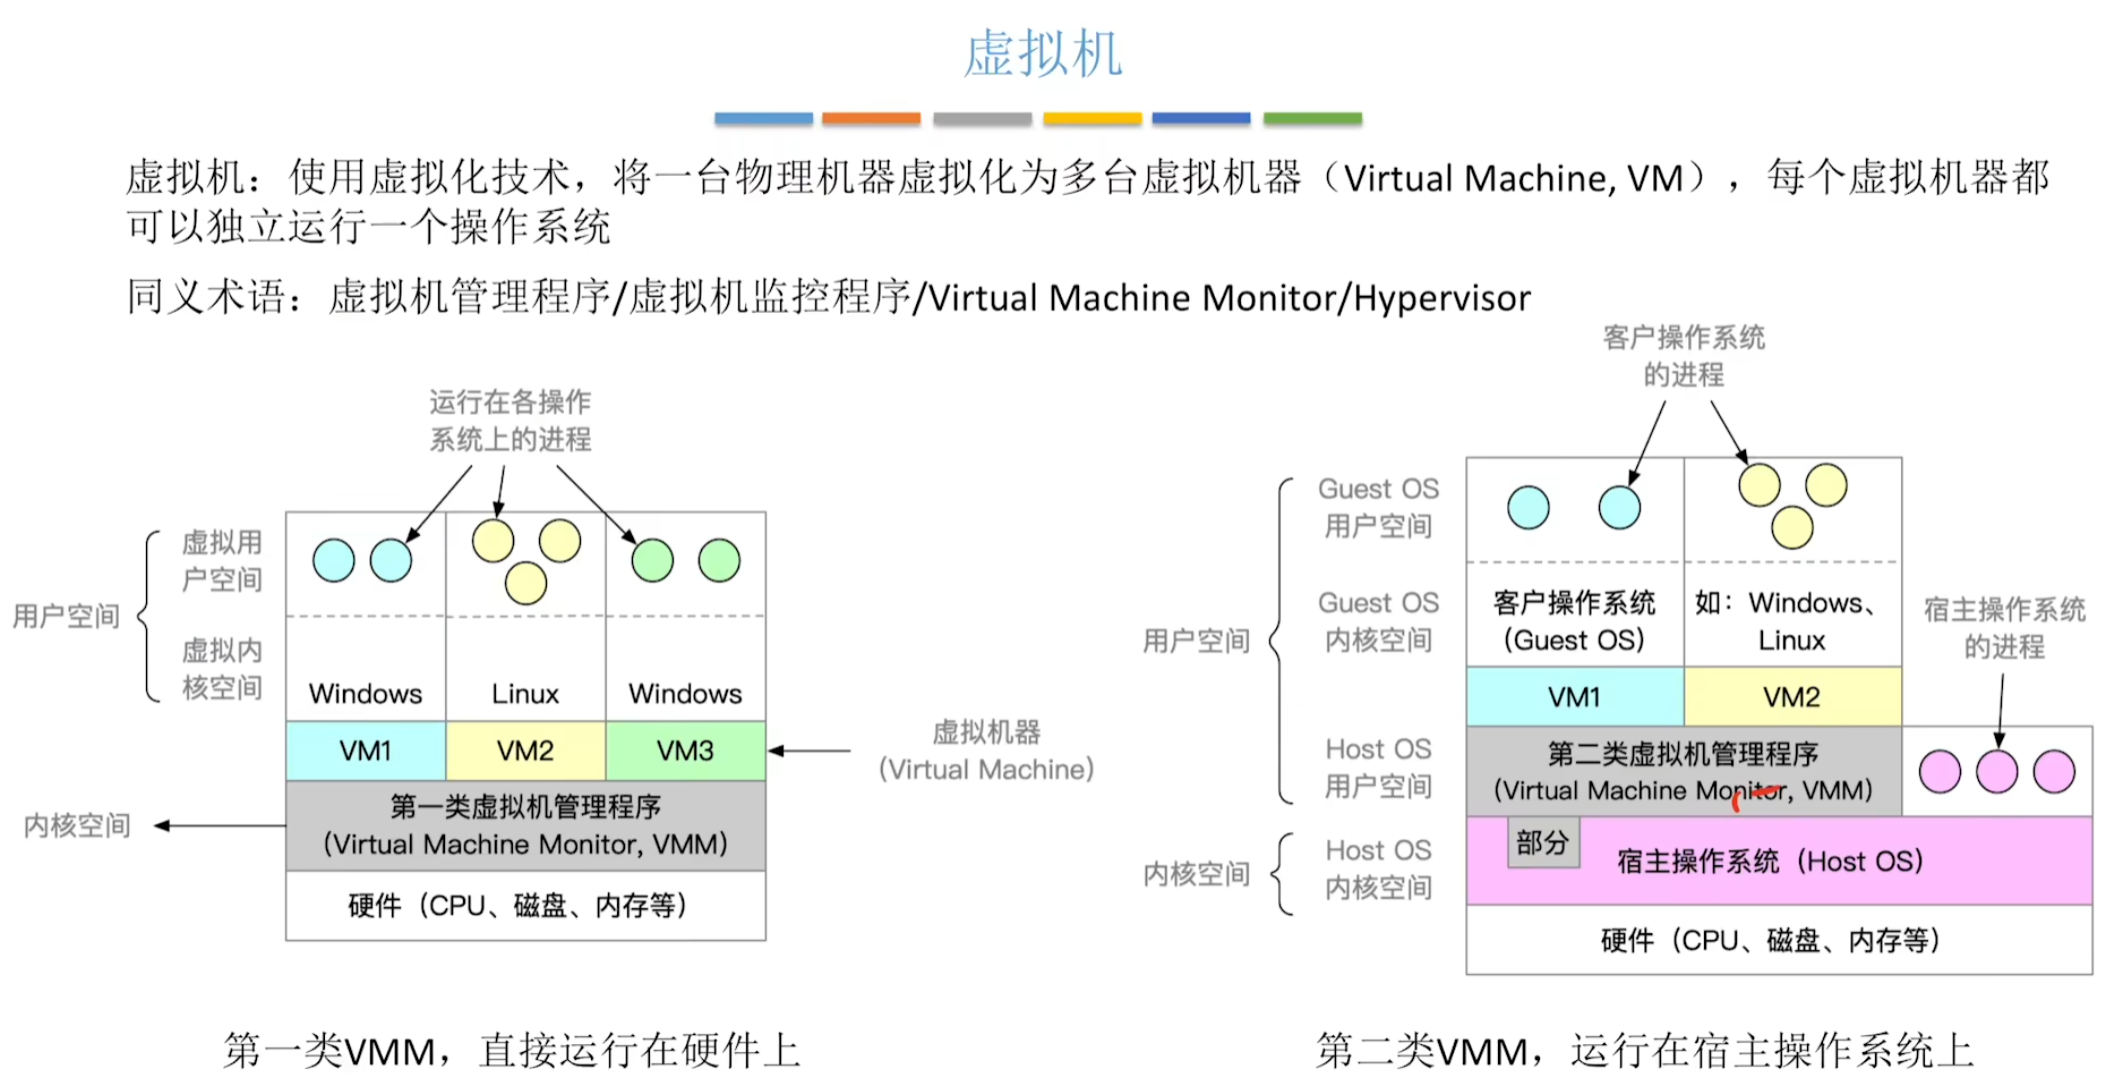 虚拟机
虚拟机：使用虚拟化技术，将一台物理机器虚拟化为多台虚拟机器（Virtual Machine, VM），每个虚拟机器都
可以独立运行一个操作系统
同义术语：虚拟机管理程序/虚拟机监控程序/Virtual Machine Monitor/Hypervisor
运行在各操作
系统上的进程
用户空间
虚拟用
户空间
虚拟内
核空间
Windows
Linux
Windows
VM1
VM2
VM3
虚拟机器
（Virtual Machine）
内核空间
第一类虚拟机管理程序
（Virtual Machine Monitor, VMM）
硬件（CPU、磁盘、内存等）
第一类VMM，直接运行在硬件上
客户操作系统
的进程
用户空间
Guest OS
用户空间
Guest OS
内核空间
Host OS
用户空间
客户操作系统
（Guest OS）
如：Windows、
Linux
VM1
VM2
宿主操作系统
的进程
第二类虚拟机管理程序
（Virtual Machine Monitor, VMM）
内核空间
Host OS
内核空间
部分
宿主操作系统（Host OS）
硬件（CPU、磁盘、内存等）
第二类VMM，运行在宿主操作系统上